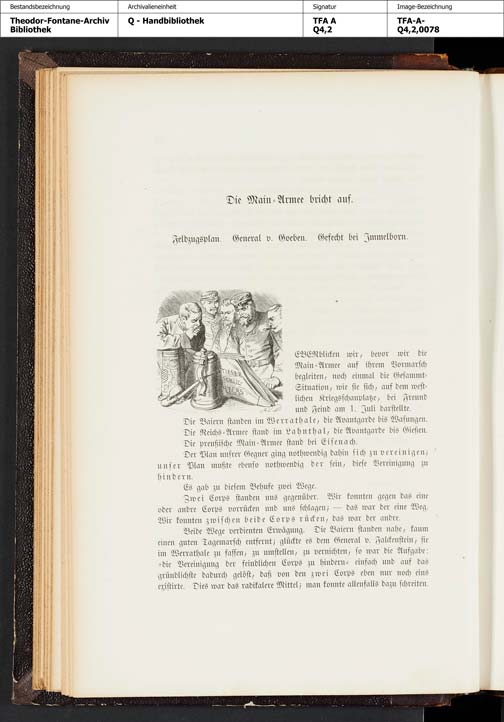 Bestandsbezeichnung Archivalieneinheit Signatur Image-Bezeichnung
Theodor-Fontane-Archiv Q - Handbibliothek TFA A TFA-A-
Bibliothek Q4,2 Q4,2,0078
Die Main-Armee bricht auf.
Feldzugsplan. General v. Goeben. Gefecht bei Immelborn.
EBERblicken wir, bevor wir die
Main-Armee auf ihrem Vormarsch
begleiten, noch einmal die Gesammt-
Situation, wie sie sich, auf dem west-
lichen Kriegsschauplatze, bei Freund
und Feind am 1. Juli darstellte.
Die Baiern standen im Werrathale, die Avantgarde bis Wasungen.
Die Reichs-Armee stand im Lahnthal, die Avantgarde bis Gießen.
Die preußische Main-Armee stand bei Eisenach.
Der Plan unsrer Gegner ging nothwendig dahin sich zu vereinigen;
unser Plan mußte ebenso nothwendig der sein, diese Vereinigung zu
hindern.
Es gab zu diesem Behufe zwei Wege.
Zwei Corps standen uns gegenüber. Wir konnten gegen das eine
oder andre Corps vorrücken und uns schlagen; — das war der eine Weg.
Wir konnten zwischen beide Corps rücken, das war der andre.
Beide Wege verdienten Erwägung. Die Baiern standen nahe, kaum
einen guten Tagemarsch entfernt; glückte es dem General v. Falckenstein, sie
im Werrathale zu fassen, zu umstellen, zu vernichten, so war die Aufgabe:
»die Vereinigung der feindlichen Corps zu hindern« einfach und auf das
gründlichste dadurch gelöst, daß von den zwei Corps eben nur noch eins
existirte. Dies war das radikalere Mittel; man konnte allenfalls dazu schreiten.